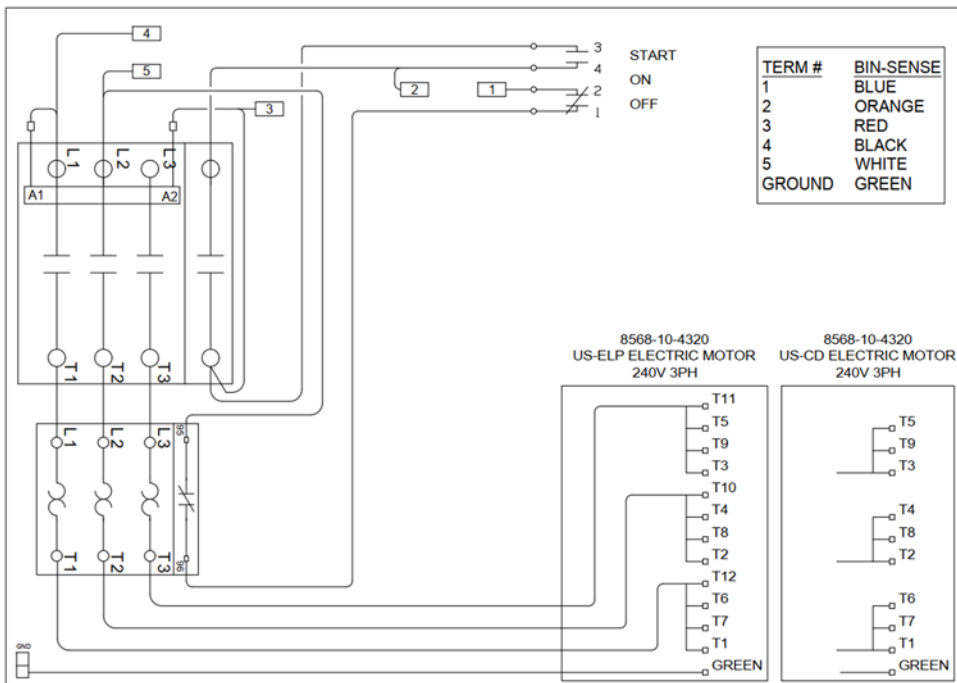 4
5
3
2
1
3
4
2
1
START
ON
OFF
TERM # BIN-SENSE
1 BLUE
2 ORANGE
3 RED
4 BLACK
5 WHITE
GROUND GREEN
L1 L2 L3
A1 A2
T1 T2 T3
L1 L2 L3 95
T1 T2 T3 96
GND
8568-10-4320
US-ELP ELECTRIC MOTOR
240V 3PH
T11
T5
T9
T3
T10
T4
T8
T2
T12
T6
T7
T1
GREEN
8568-10-4320
US-CD ELECTRIC MOTOR
240V 3PH
T5
T9
T3
T4
T8
T2
T6
T7
T1
GREEN